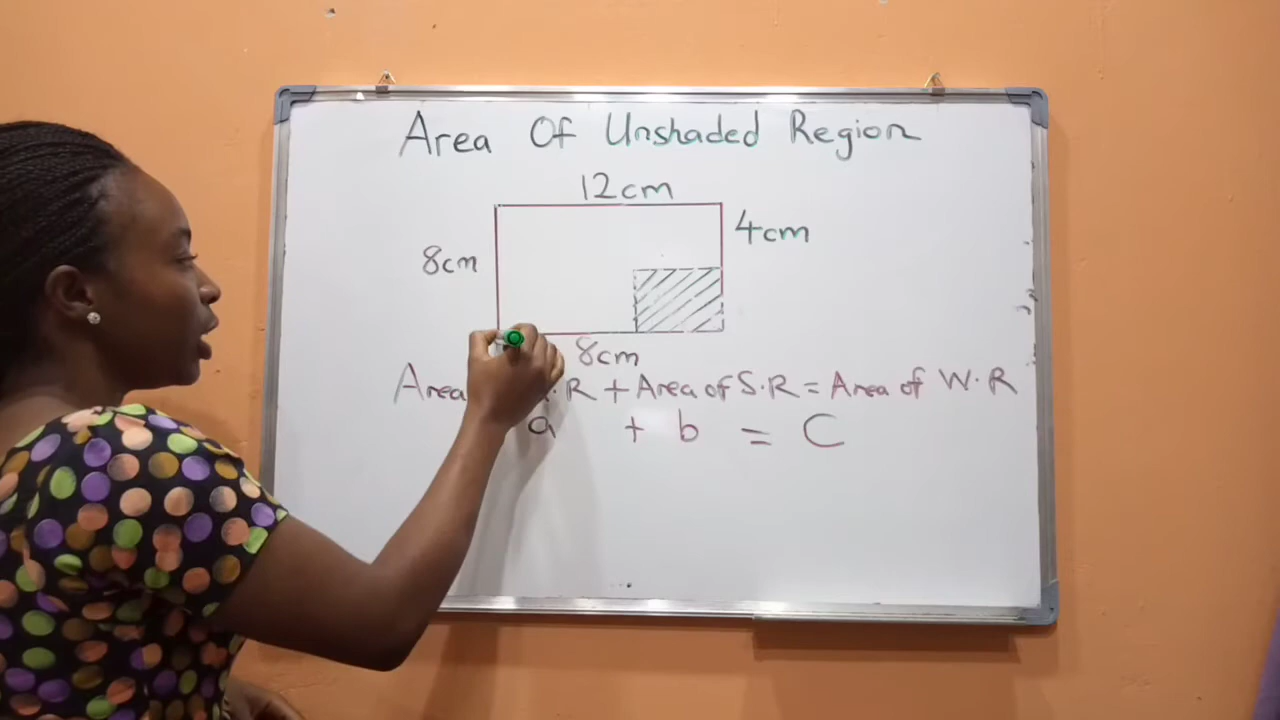 Area Of Unshaded Region
12cm
4cm
8cm
8cm
Area R + Area of S.R = Area of W.R
a + b = C